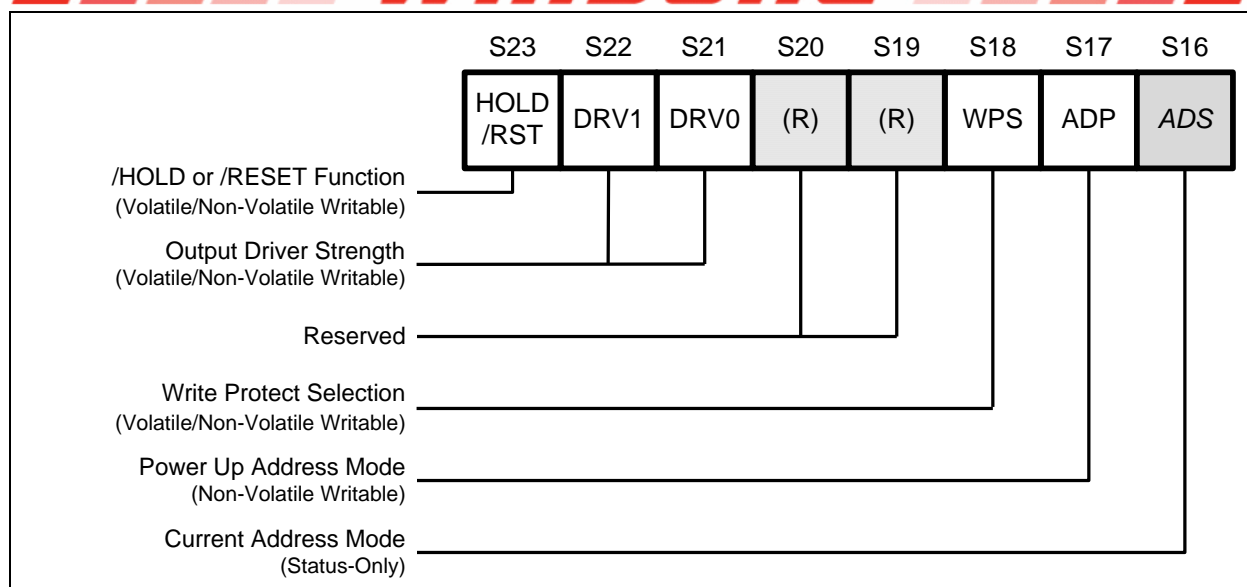 S23 S22 S21 S20 S19 S18 S17 S16
HOLD
/RST DRV1 DRV0 (R) (R) WPS ADP ADS
/HOLD or /RESET Function
(Volatile/Non-Volatile Writable)
Output Driver Strength
(Volatile/Non-Volatile Writable)
Reserved
Write Protect Selection
(Volatile/Non-Volatile Writable)
Power Up Address Mode
(Non-Volatile Writable)
Current Address Mode
(Status-Only)